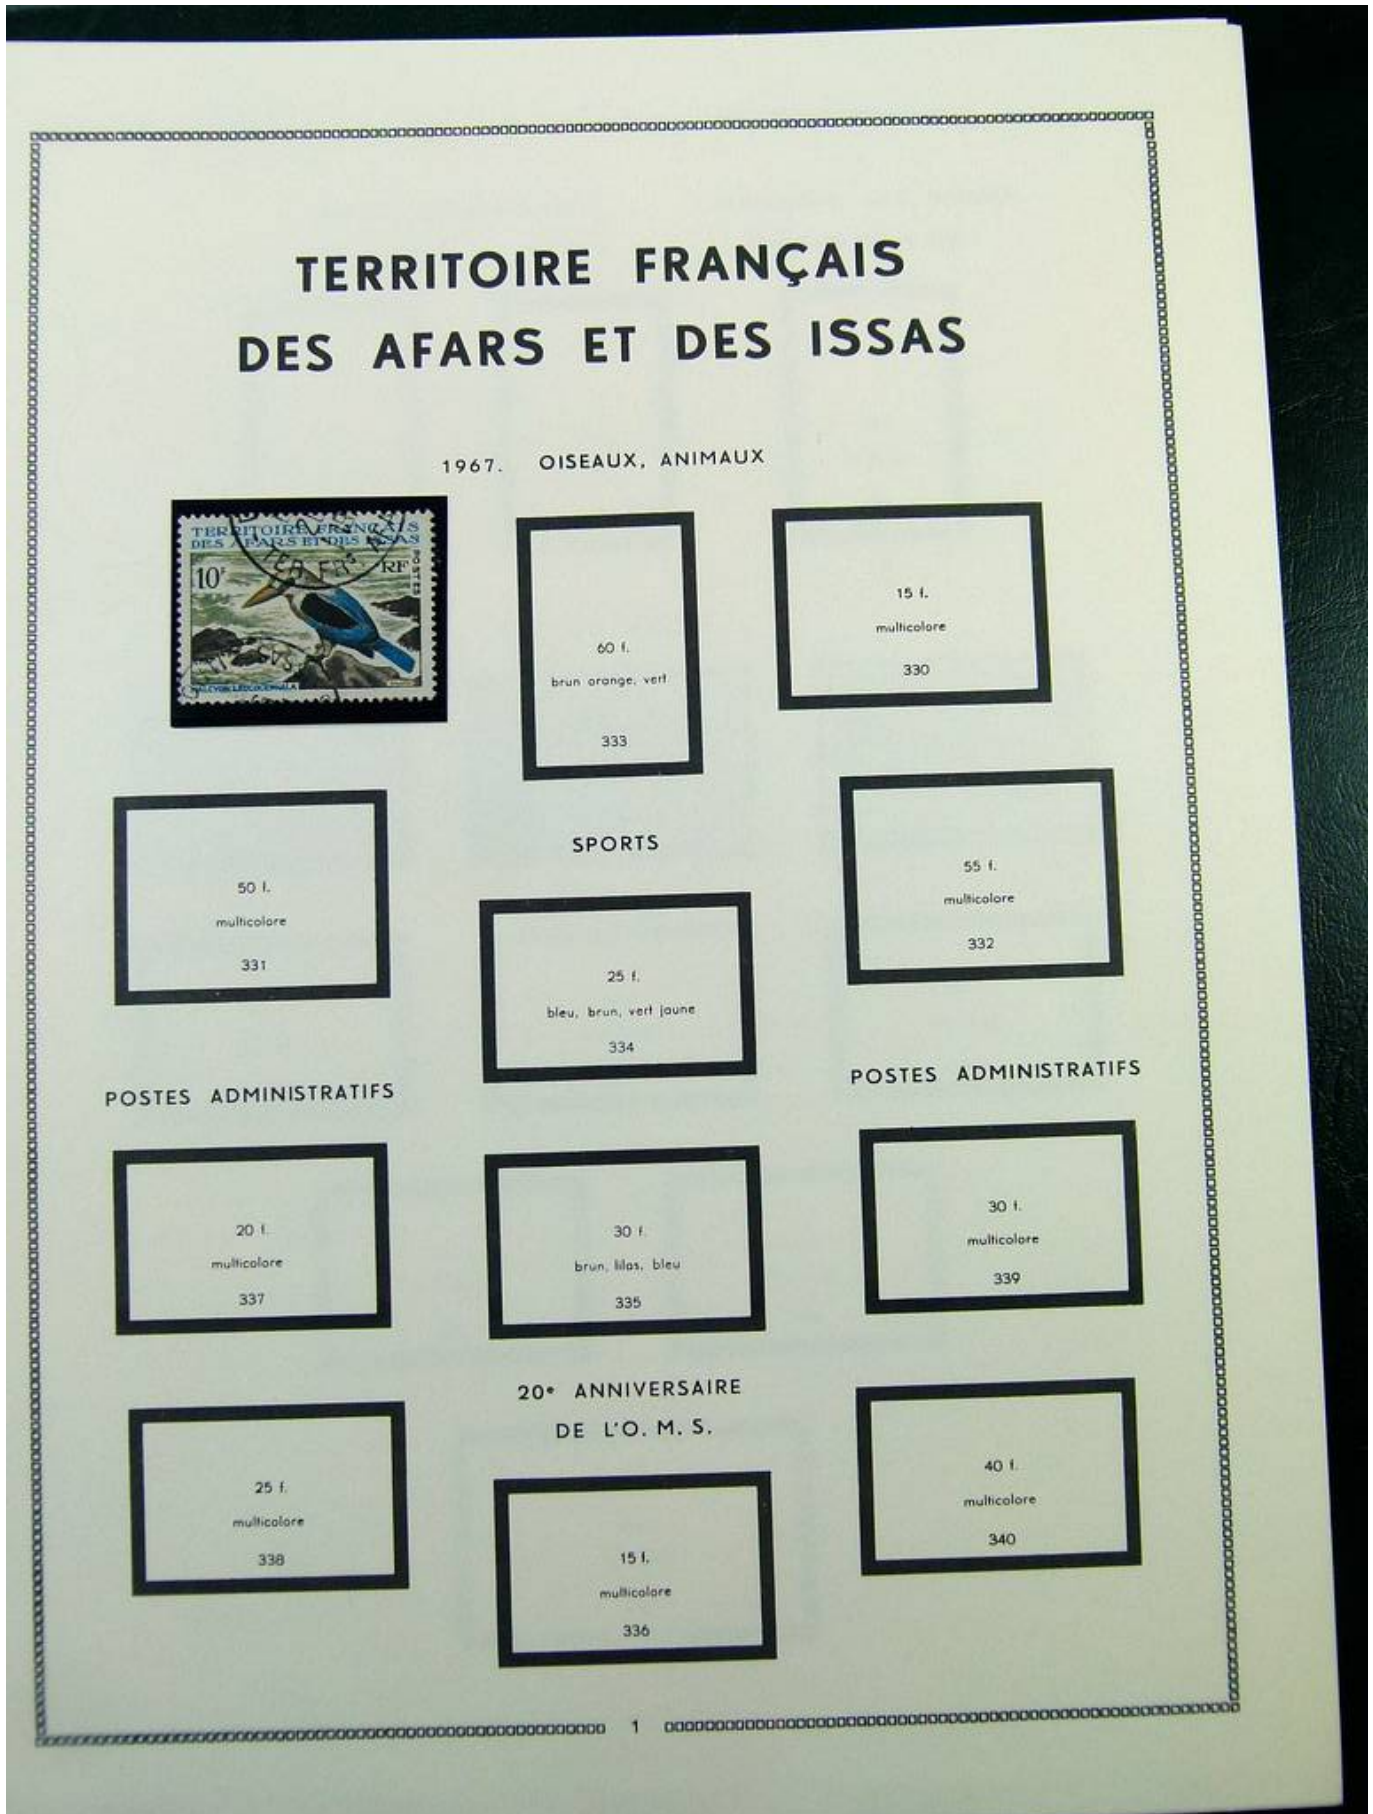 TERRITOIRE FRANÇAIS
DES AFARS ET DES ISSAS
1967. OISEAUX, ANIMAUX
TERRITOIRE FRANÇAIS
DES AFARS ET DES ISSAS
10F
RF
POSTES
HALCYON LEUCOCEPHALA
60 f.
brun orange, vert
333
15 f.
multicolore
330
50 f.
multicolore
331
SPORTS
25 f.
bleu, brun, vert jaune
334
55 f.
multicolore
332
POSTES ADMINISTRATIFS
20 f.
multicolore
337
30 f.
brun, lilas, bleu
335
POSTES ADMINISTRATIFS
30 f.
multicolore
339
25 f.
multicolore
338
20e ANNIVERSAIRE
DE L'O. M. S.
15 f.
multicolore
336
40 f.
multicolore
340
1